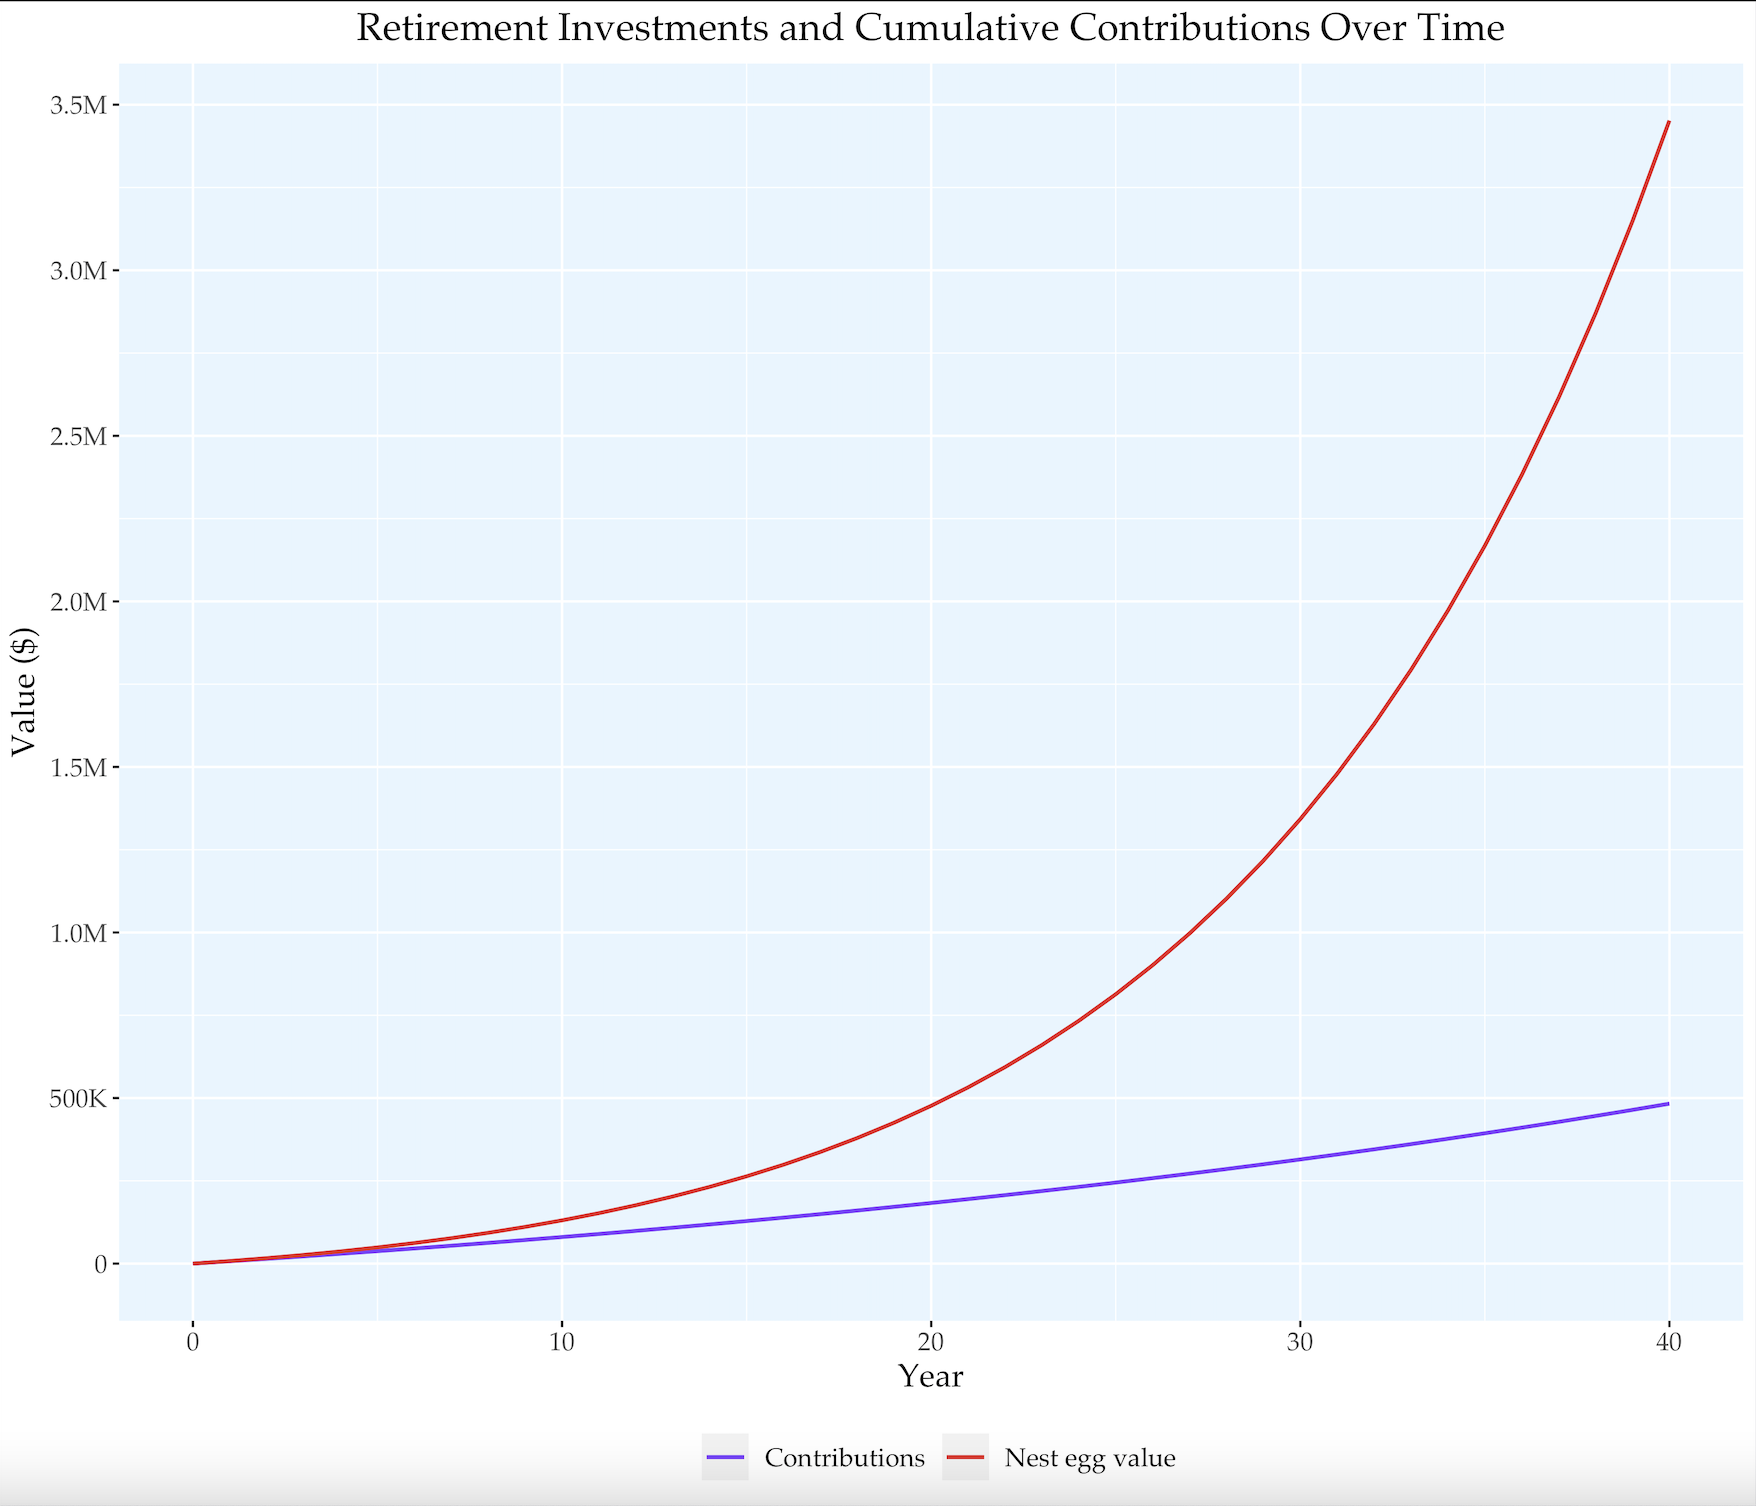 Retirement Investments and Cumulative Contributions Over Time
Value ($)
3.5M
3.0M
2.5M
2.0M
1.5M
1.0M
500K
0
0 10 20 30 40
Year
Contributions Nest egg value